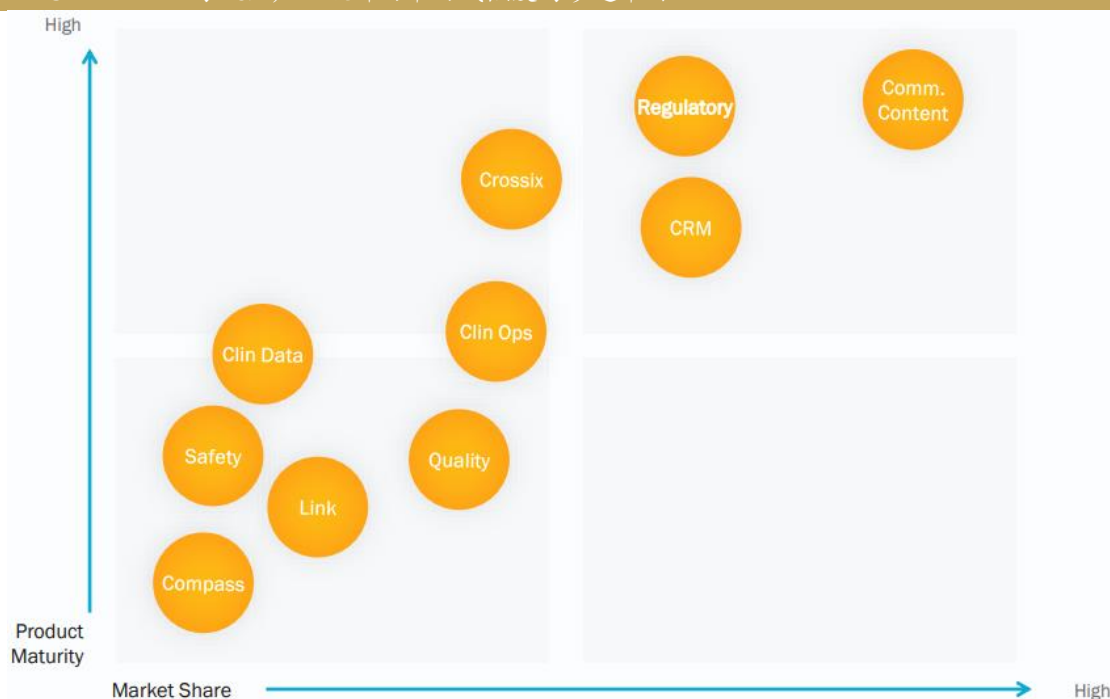 High
Regulatory
Comm.
Content
Crossix
CRM
Clin Ops
Clin Data
Safety
Quality
Link
Compass
Product
Maturity
Market Share
High